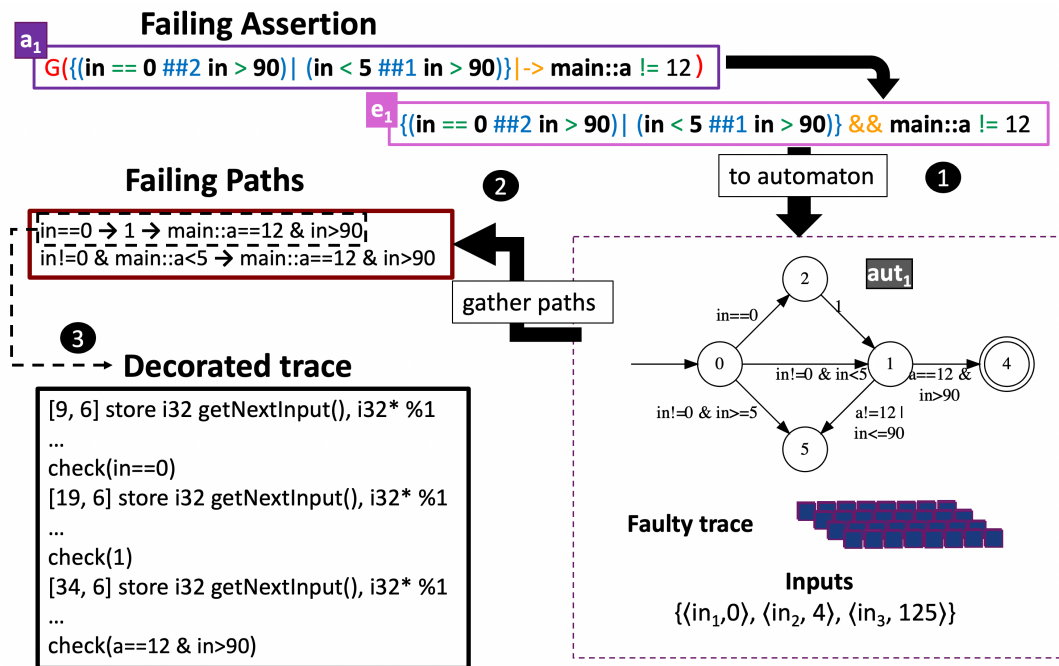 Failing Assertion
a1
G({(in == 0 ##2 in > 90)| (in < 5 ##1 in > 90)}|-> main::a != 12)
e1
{(in == 0 ##2 in > 90)| (in < 5 ##1 in > 90)} && main::a != 12
1
to automaton
2
Failing Paths
in==0 → 1 → main::a==12 & in>90
in!=0 & main::a<5 → main::a==12 & in>90
gather paths
aut1
2
in==0
1
0
in!=0 & in<5
1
a==12 &
in>90
4
in!=0 & in>=5
a!=12 |
in<=90
5
3
Decorated trace
[9, 6] store i32 getNextInput(), i32* %1
...
check(in==0)
[19, 6] store i32 getNextInput(), i32* %1
...
check(1)
[34, 6] store i32 getNextInput(), i32* %1
...
check(a==12 & in>90)
Faulty trace
Inputs
{⟨in1,0⟩, ⟨in2, 4⟩, ⟨in3, 125⟩}